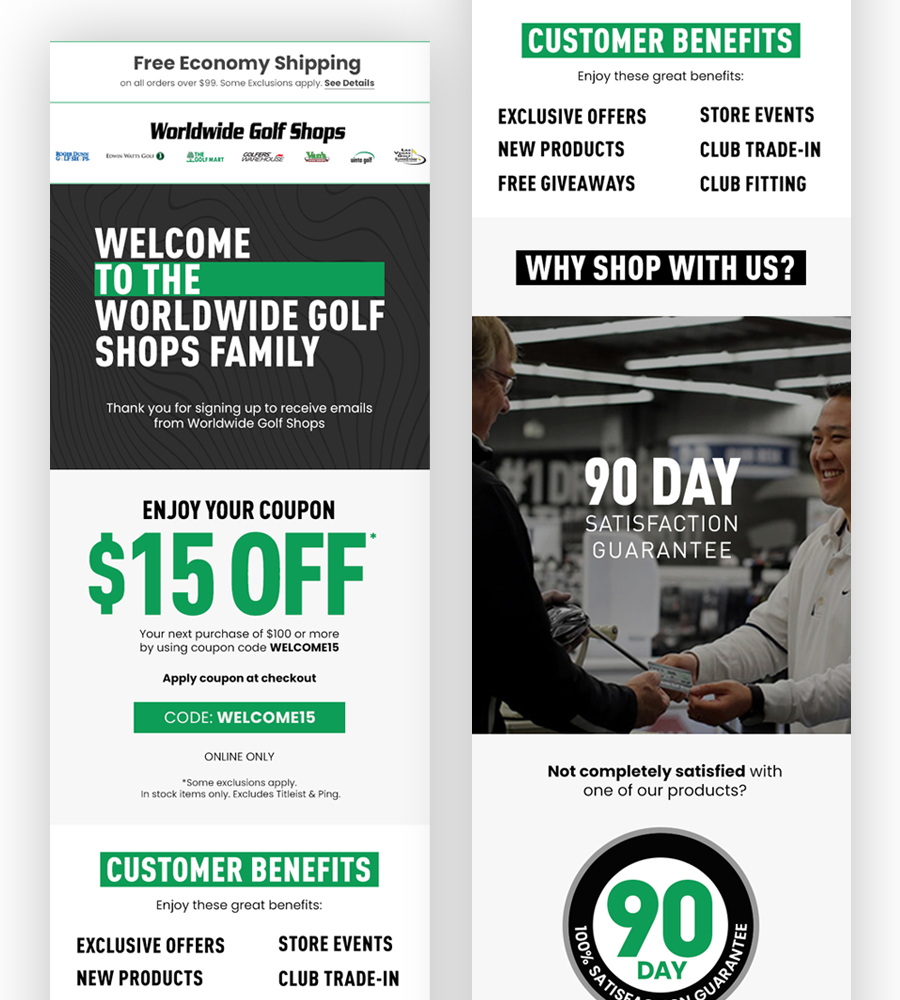 Free Economy Shipping
on all orders over $99. Some Exclusions apply. See Details
Worldwide Golf Shops
ROGER DUNN GOLF SHOPS
EDWIN WATTS GOLF
THE GOLF MART
GOLFERS' WAREHOUSE
VAN'S
uinta golf
LAS VEGAS GOLF SUPERSTORE
WELCOME
TO THE
WORLDWIDE GOLF
SHOPS FAMILY
Thank you for signing up to receive emails
from Worldwide Golf Shops
ENJOY YOUR COUPON
$15 OFF*
Your next purchase of $100 or more
by using coupon code WELCOME15
Apply coupon at checkout
CODE: WELCOME15
ONLINE ONLY
*Some exclusions apply.
In stock items only. Excludes Titleist & Ping.
CUSTOMER BENEFITS
Enjoy these great benefits:
EXCLUSIVE OFFERS
STORE EVENTS
NEW PRODUCTS
CLUB TRADE-IN
CUSTOMER BENEFITS
Enjoy these great benefits:
EXCLUSIVE OFFERS
STORE EVENTS
NEW PRODUCTS
CLUB TRADE-IN
FREE GIVEAWAYS
CLUB FITTING
WHY SHOP WITH US?
#1 DR
90 DAY
SATISFACTION
GUARANTEE
Not completely satisfied with
one of our products?
90
DAY
100% SATISFACTION GUARANTEE